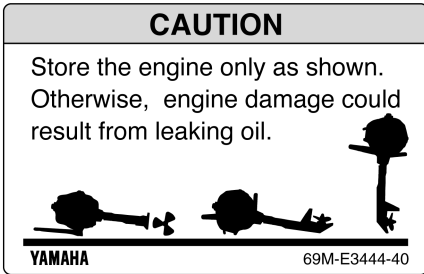 CAUTION
Store the engine only as shown.
Otherwise, engine damage could
result from leaking oil.
YAMAHA 69M-E3444-40